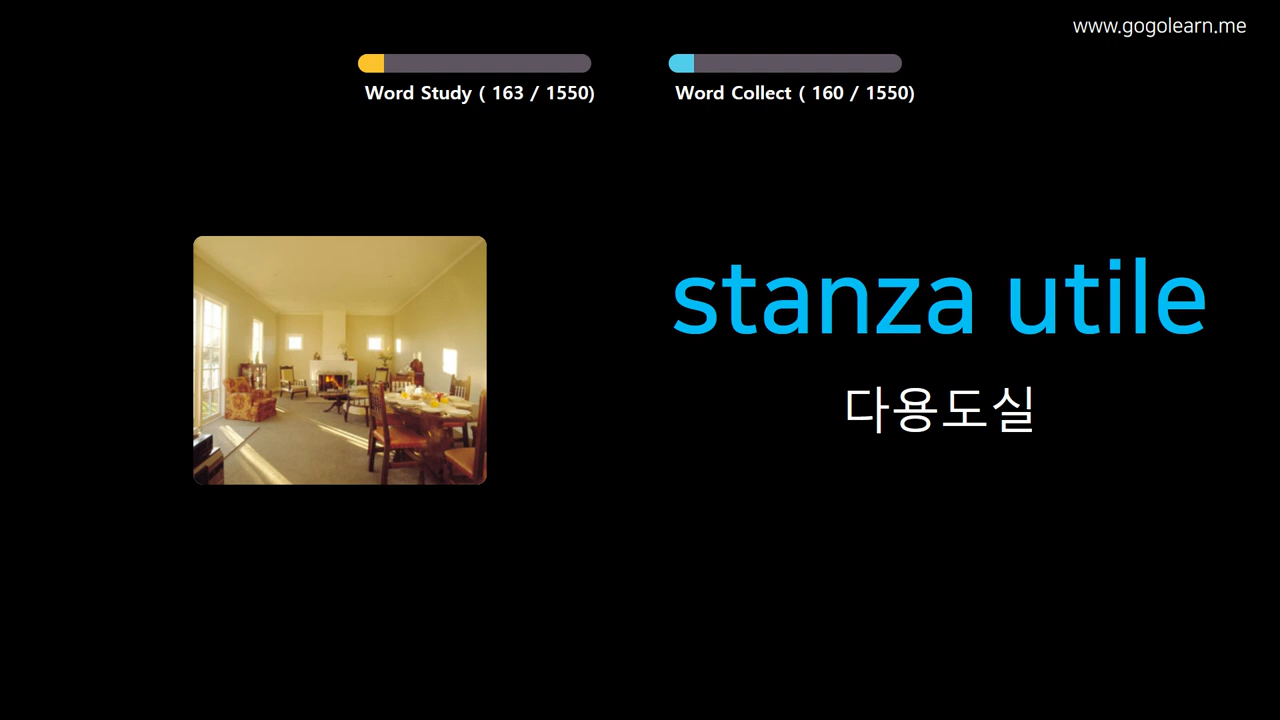 www.gogolearn.me
Word Study ( 163 / 1550)
Word Collect ( 160 / 1550)
stanza utile
다용도실